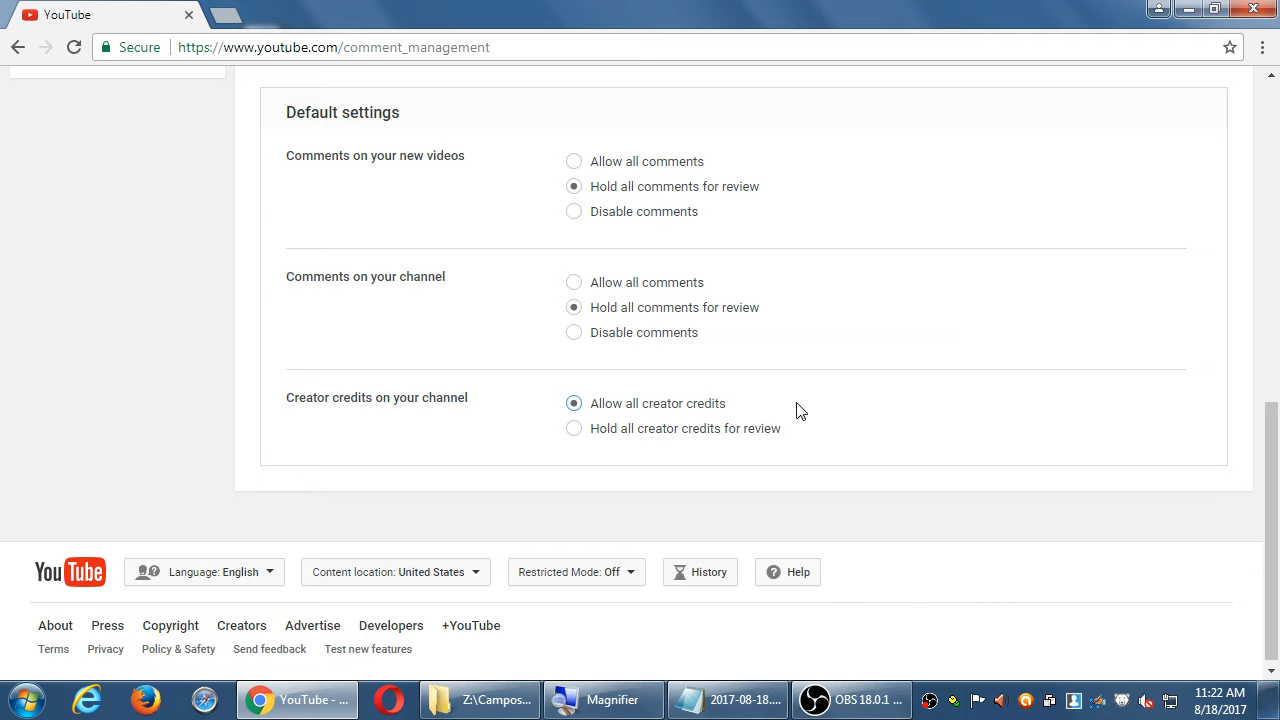 YouTube
Secure https://www.youtube.com/comment_management
Default settings
Comments on your new videos
Allow all comments
Hold all comments for review
Disable comments
Comments on your channel
Allow all comments
Hold all comments for review
Disable comments
Creator credits on your channel
Allow all creator credits
Hold all creator credits for review
YouTube Language: English Content location: United States Restricted Mode: Off History Help
About Press Copyright Creators Advertise Developers +YouTube
Terms Privacy Policy & Safety Send feedback Test new features
YouTube - ... Z:\Campos... Magnifier 2017-08-18.... OBS 18.0.1 ... 11:22 AM
8/18/2017